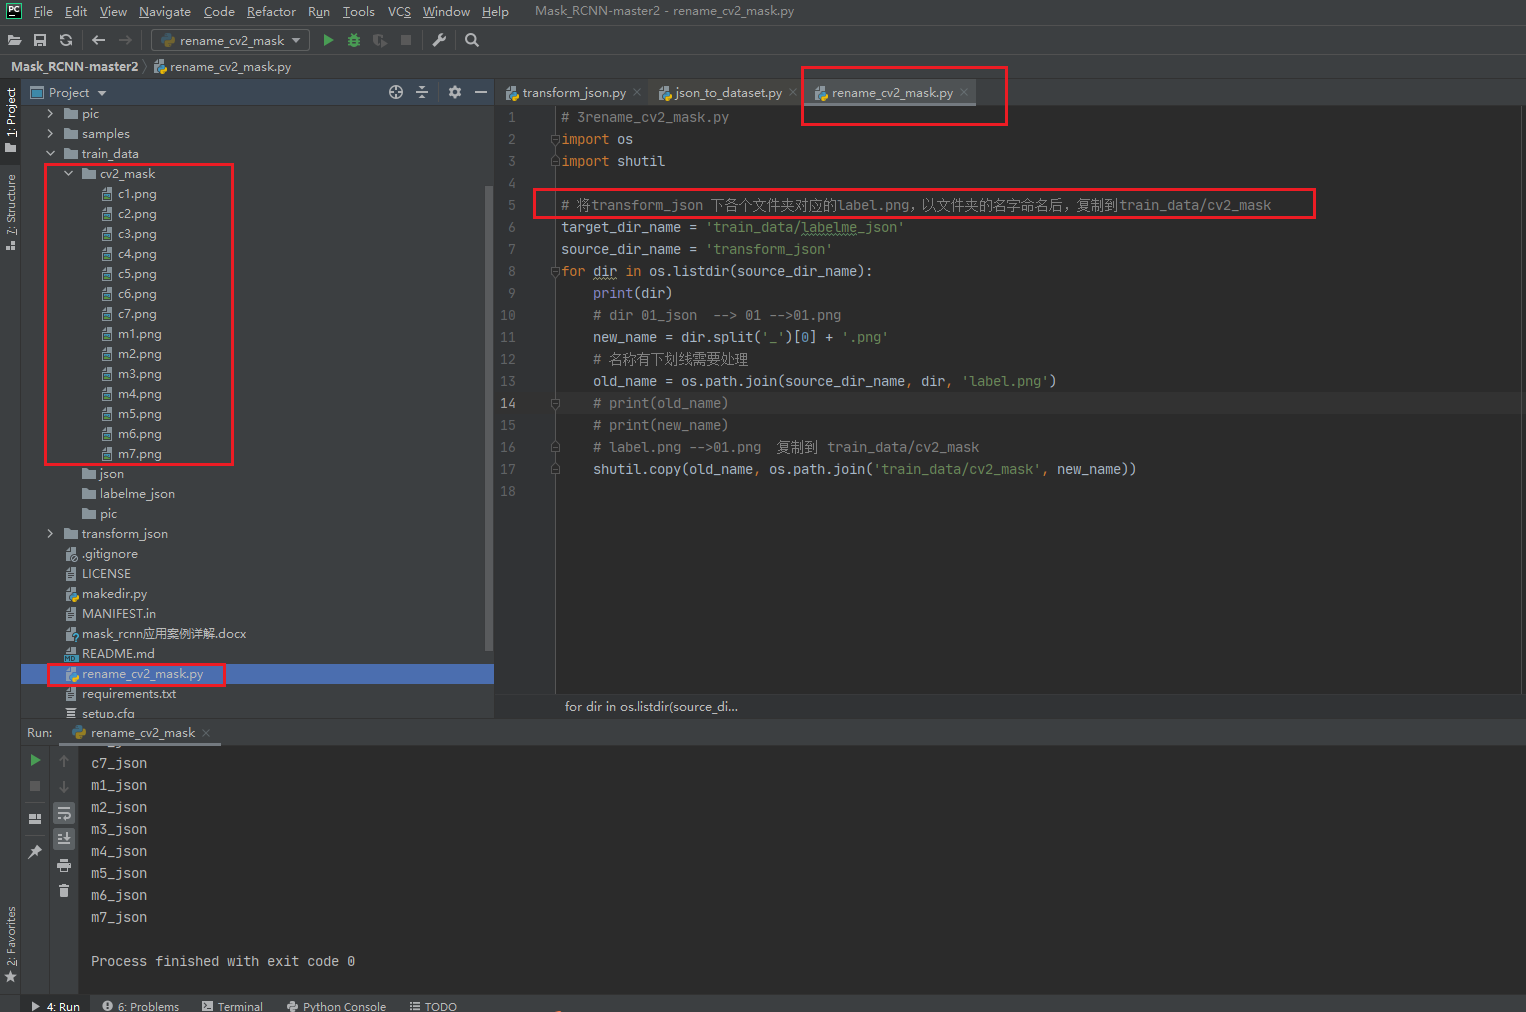 File Edit View Navigate Code Refactor Run Tools VCS Window Help Mask_RCNN-master2 - rename_cv2_mask.py
rename_cv2_mask
Mask_RCNN-master2 rename_cv2_mask.py
1: Project
7: Structure
2: Favorites
Project
pic
samples
train_data
cv2_mask
c1.png
c2.png
c3.png
c4.png
c5.png
c6.png
c7.png
m1.png
m2.png
m3.png
m4.png
m5.png
m6.png
m7.png
json
labelme_json
pic
transform_json
.gitignore
LICENSE
makedir.py
MANIFEST.in
mask_rcnn应用案例详解.docx
README.md
rename_cv2_mask.py
requirements.txt
setup.cfg
transform_json.py json_to_dataset.py rename_cv2_mask.py
1 # 3rename_cv2_mask.py
2 import os
3 import shutil
4
5 # 将transform_json 下各个文件夹对应的label.png，以文件夹的名字命名后，复制到train_data/cv2_mask
6 target_dir_name = 'train_data/labelme_json'
7 source_dir_name = 'transform_json'
8 for dir in os.listdir(source_dir_name):
9 print(dir)
10 # dir 01_json --> 01 -->01.png
11 new_name = dir.split('_')[0] + '.png'
12 # 名称有下划线需要处理
13 old_name = os.path.join(source_dir_name, dir, 'label.png')
14 # print(old_name)
15 # print(new_name)
16 # label.png -->01.png 复制到 train_data/cv2_mask
17 shutil.copy(old_name, os.path.join('train_data/cv2_mask', new_name))
18
for dir in os.listdir(source_di...
Run: rename_cv2_mask
c7_json
m1_json
m2_json
m3_json
m4_json
m5_json
m6_json
m7_json
Process finished with exit code 0
4: Run 6: Problems Terminal Python Console TODO